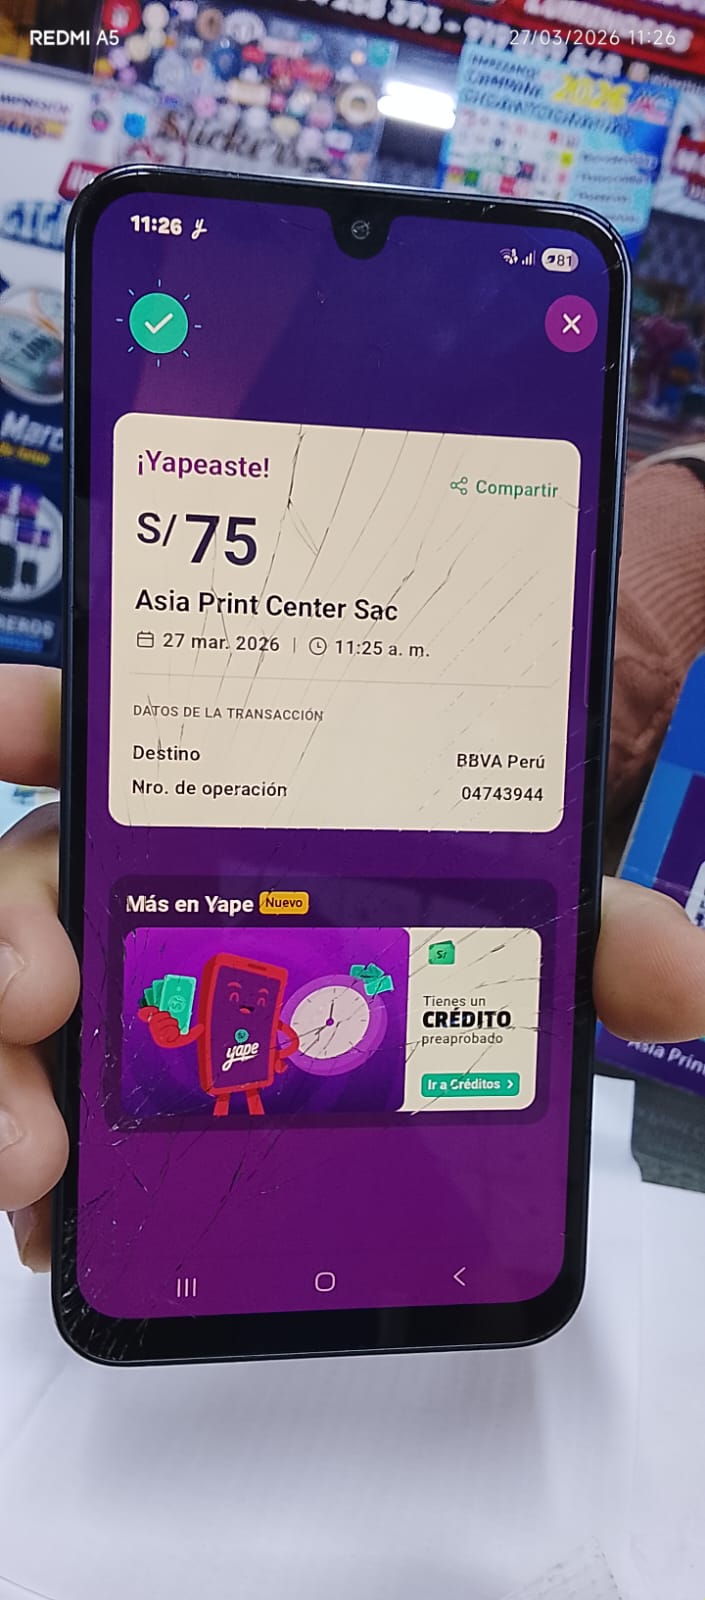 REDMI A5
27/03/2026 11:26
2026
Stickers
11:26
81
¡Yapeaste!
Compartir
S/75
Asia Print Center Sac
27 mar. 2026 | 11:25 a. m.
DATOS DE LA TRANSACCIÓN
Destino
BBVA Perú
Nro. de operación
04743944
Más en Yape Nuevo
S/
yape
Tienes un
CRÉDITO
preaprobado
Ir a Créditos >